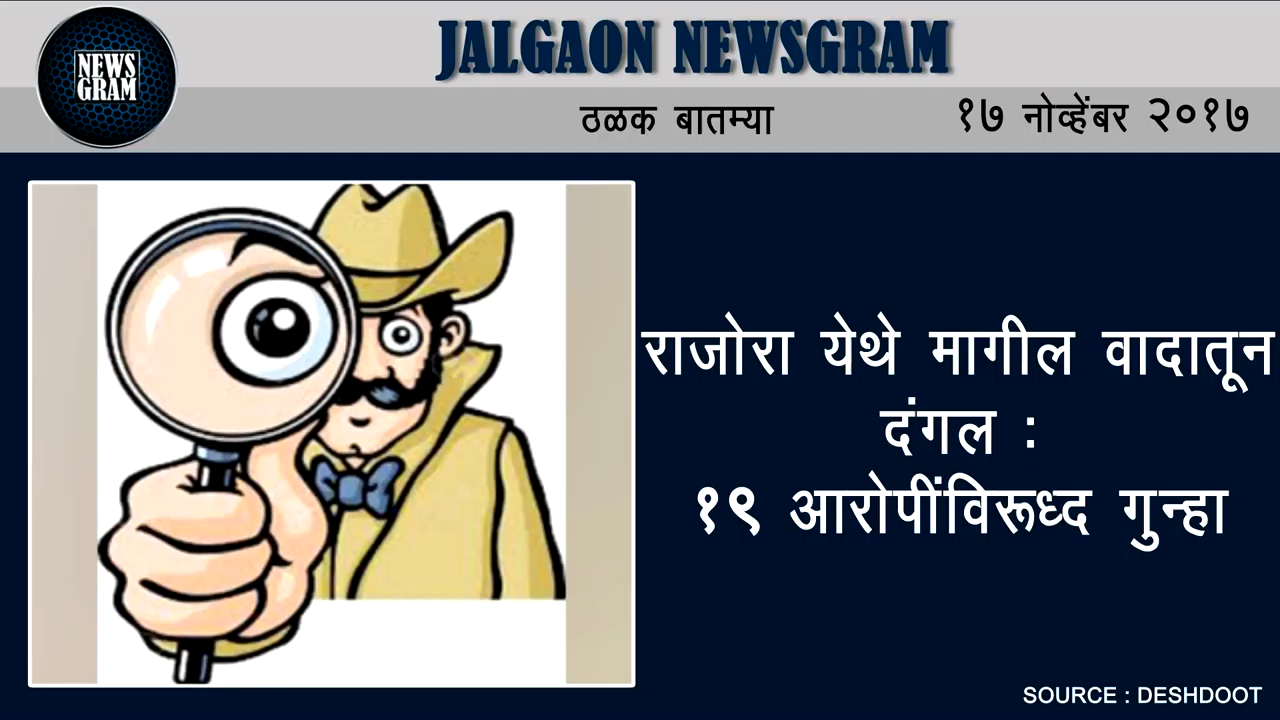 NEWS
GRAM
JALGAON NEWSGRAM
ठळक बातम्या
१७ नोव्हेंबर २०१७
राजोरा येथे मागील वादातून
दंगल :
१९ आरोपींविरूध्द गुन्हा
SOURCE : DESHDOOT